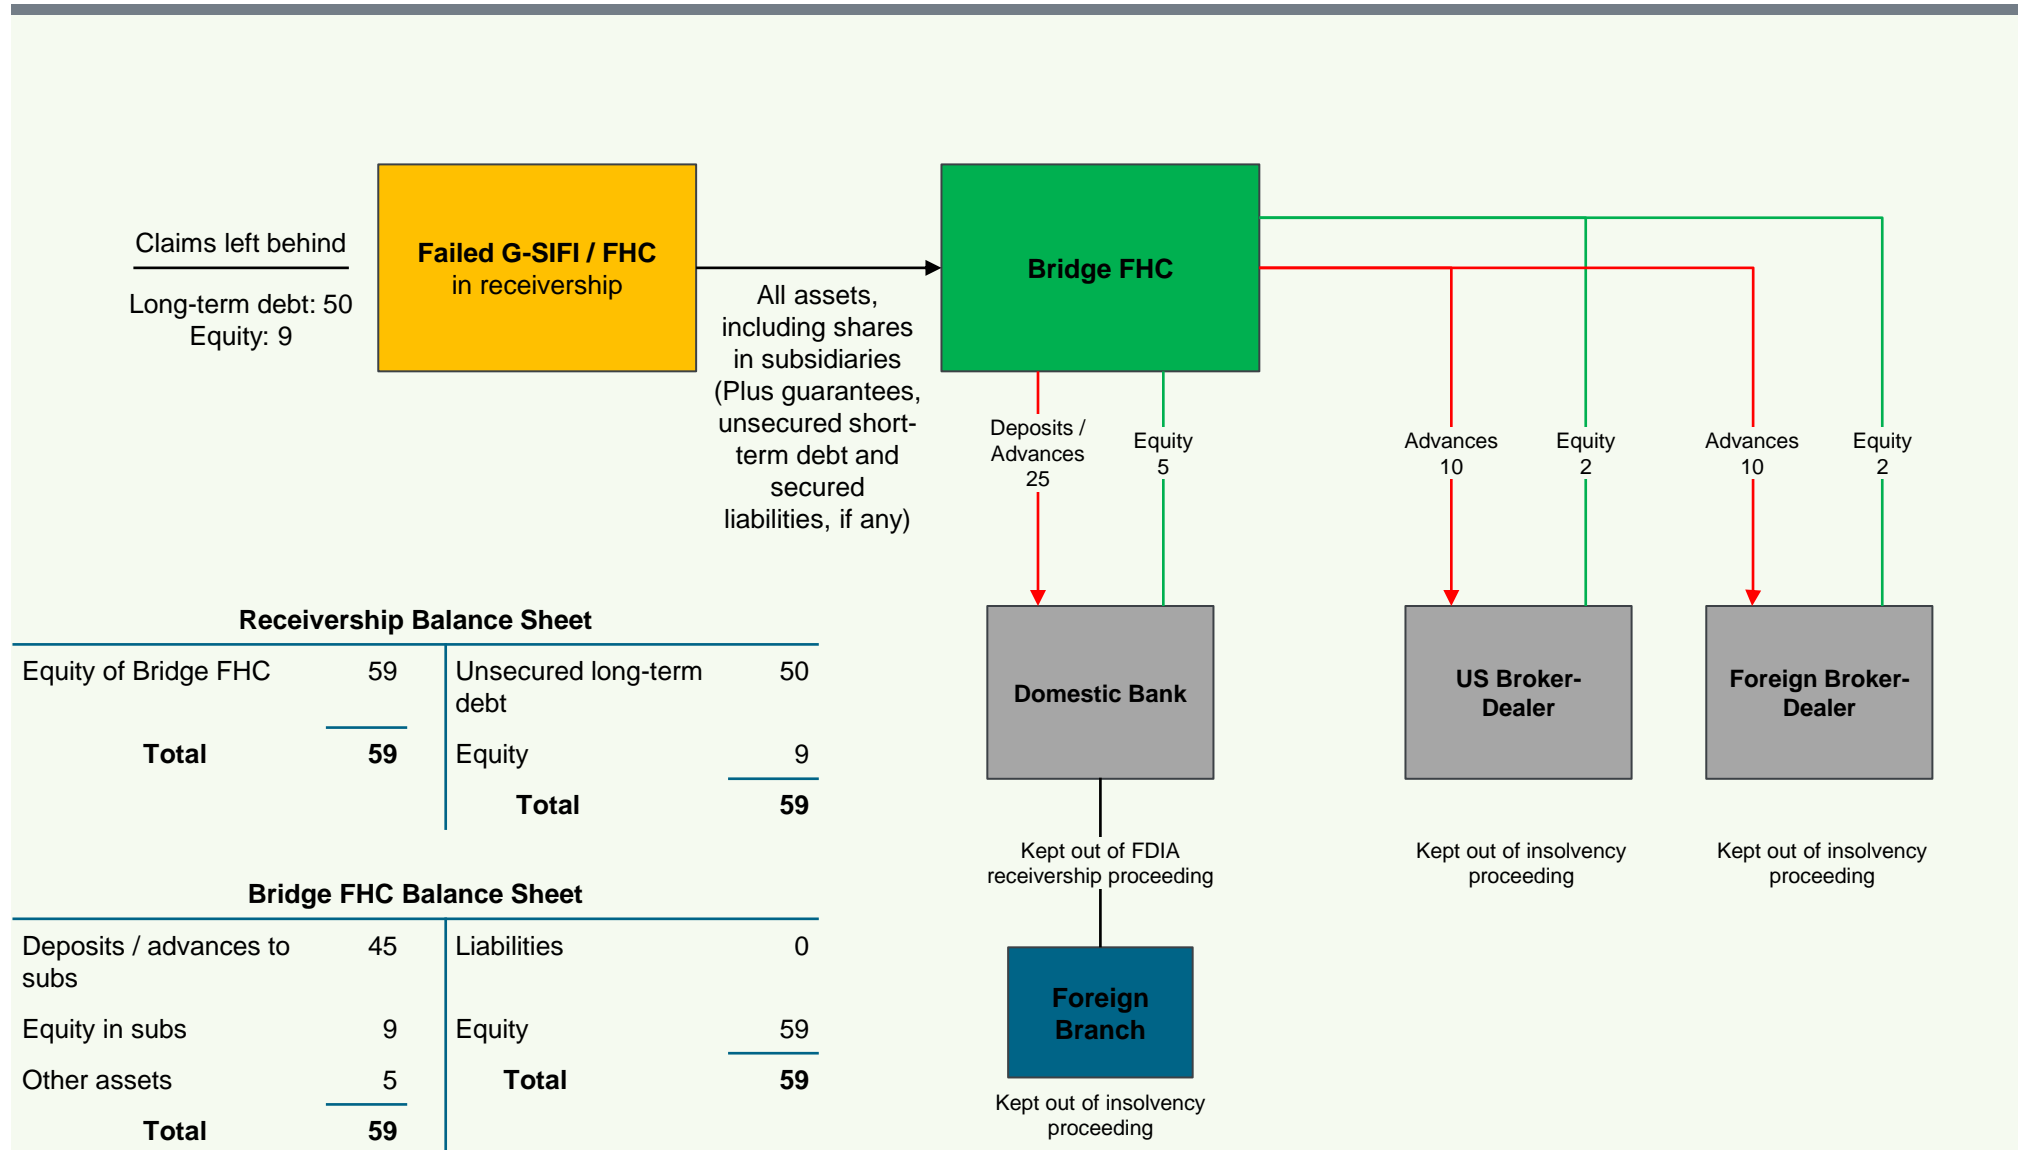 Claims left behind
Long-term debt: 50
Equity: 9
Failed G-SIFI / FHC
in receivership
All assets,
including shares
in subsidiaries
(Plus guarantees,
unsecured short-
term debt and
secured
liabilities, if any)
Bridge FHC
Deposits /
Advances
25
Equity
5
Advances
10
Equity
2
Advances
10
Equity
2
Domestic Bank
US Broker-
Dealer
Foreign Broker-
Dealer
Kept out of FDIA
receivership proceeding
Kept out of insolvency
proceeding
Kept out of insolvency
proceeding
Foreign
Branch
Kept out of insolvency
proceeding
Receivership Balance Sheet
Equity of Bridge FHC 59 Unsecured long-term 50
debt
Total 59 Equity 9
Total 59
Bridge FHC Balance Sheet
Deposits / advances to 45 Liabilities 0
subs
Equity in subs 9 Equity 59
Other assets 5 Total 59
Total 59